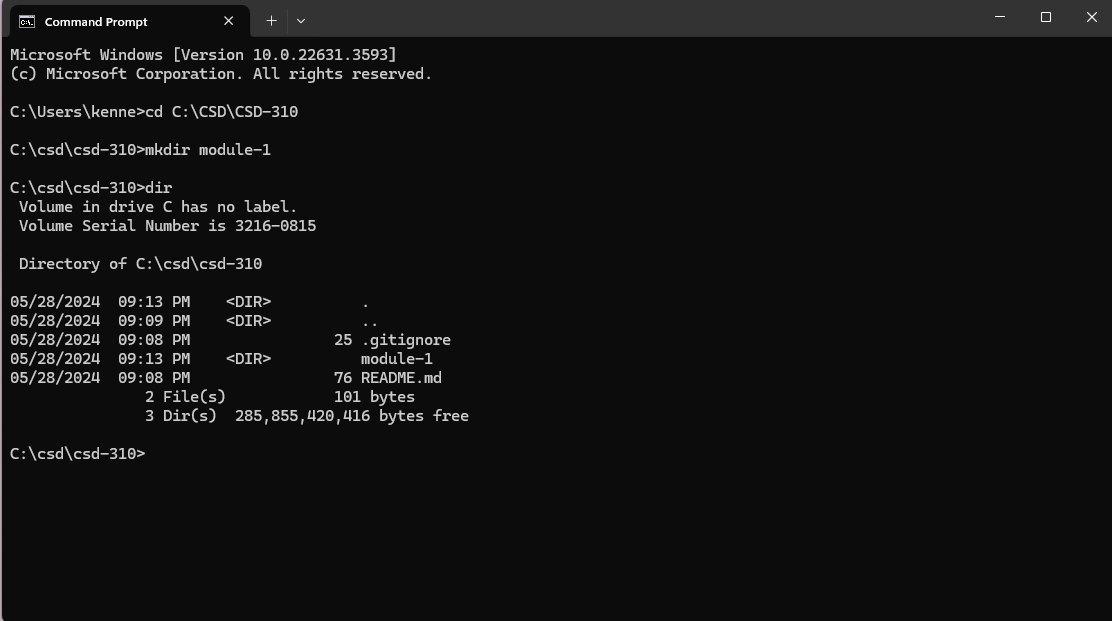 Command Prompt
Microsoft Windows [Version 10.0.22631.3593]
(c) Microsoft Corporation. All rights reserved.
C:\Users\kenne>cd C:\CSD\CSD-310
C:\csd\csd-310>mkdir module-1
C:\csd\csd-310>dir
 Volume in drive C has no label.
 Volume Serial Number is 3216-0815
 Directory of C:\csd\csd-310
05/28/2024  09:13 PM    <DIR>          .
05/28/2024  09:09 PM    <DIR>          ..
05/28/2024  09:08 PM                25 .gitignore
05/28/2024  09:13 PM    <DIR>          module-1
05/28/2024  09:08 PM                76 README.md
               2 File(s)            101 bytes
               3 Dir(s)  285,855,420,416 bytes free
C:\csd\csd-310>